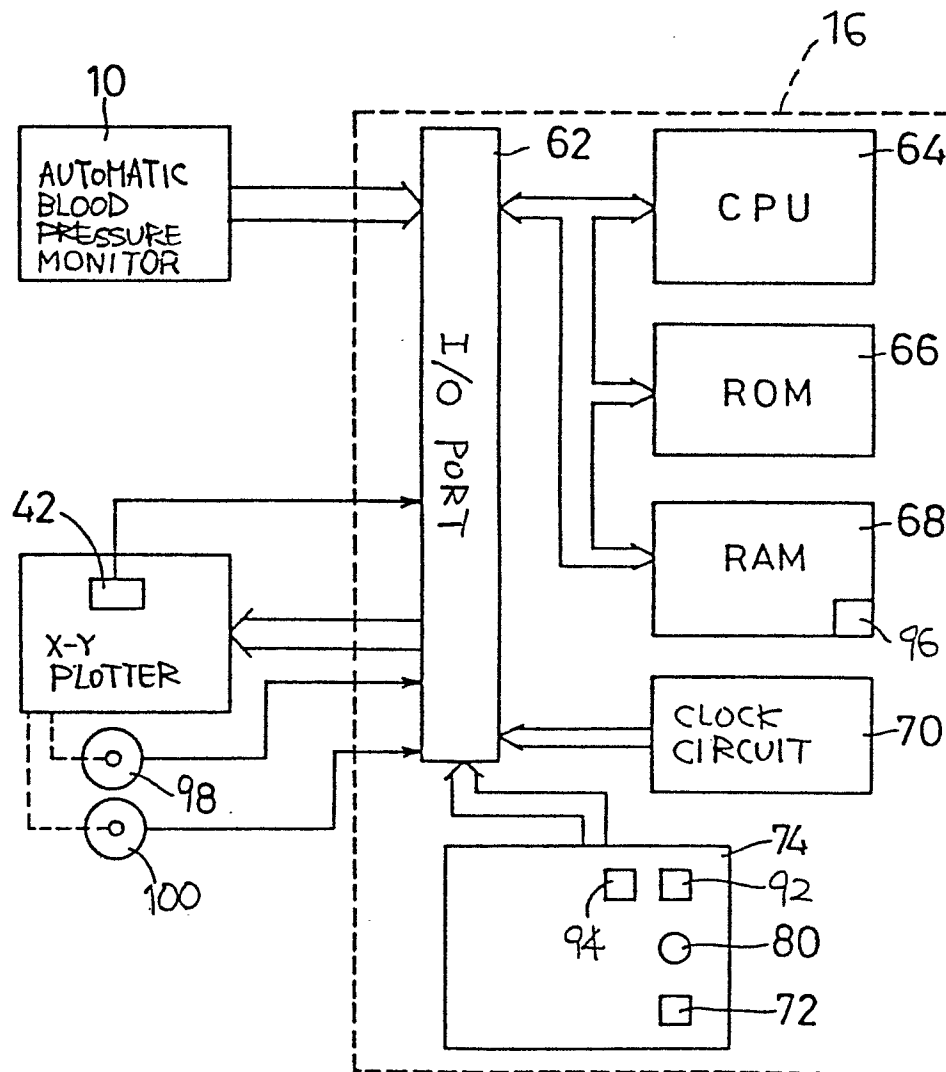 16
10
AUTOMATIC
BLOOD
PRESSURE
MONITOR
62
I/O PORT
64
CPU
66
ROM
68
RAM
96
42
X-Y
PLOTTER
98
100
CLOCK
CIRCUIT
70
74
94
92
80
72